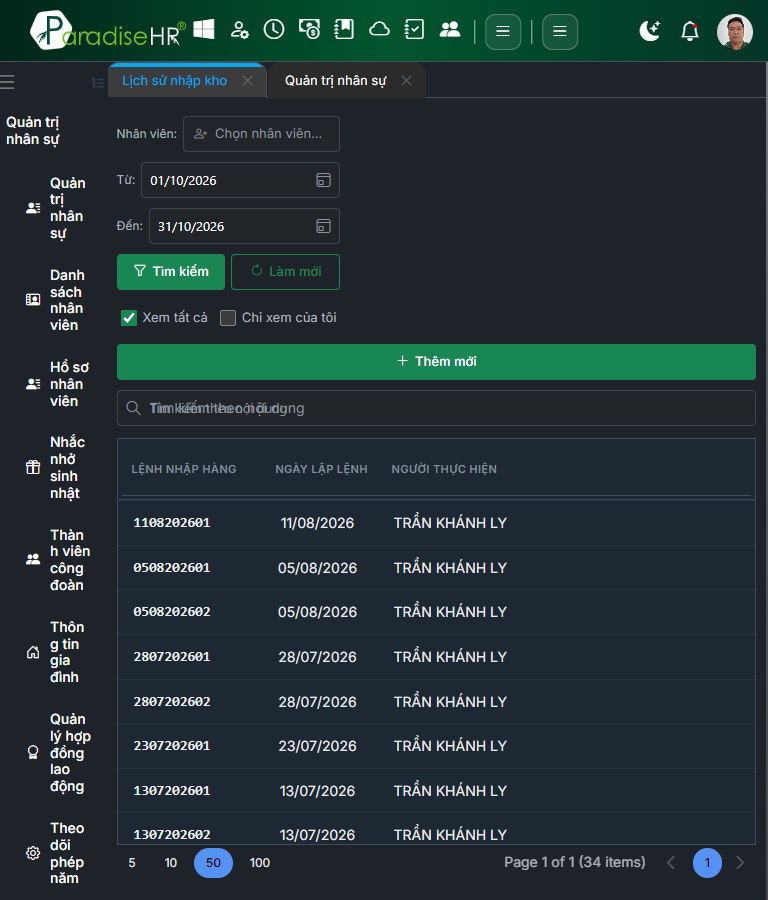 ParadiseHR®
Lịch sử nhập kho
Quản trị nhân sự
Quản trị
nhân sự
Quản
trị
nhân
sự
Danh
sách
nhân
viên
Hồ sơ
nhân
viên
Nhắc
nhở
sinh
nhật
Thàn
h viên
công
đoàn
Thôn
g tin
gia
đình
Quản
lý hợp
đồng
lao
động
Theo
dõi
phép
năm
Nhân viên: Chọn nhân viên...
Từ: 01/10/2026
Đến: 31/10/2026
Tìm kiếm Làm mới
Xem tất cả Chỉ xem của tôi
Thêm mới
LỆNH NHẬP HÀNG NGÀY LẬP LỆNH NGƯỜI THỰC HIỆN
1108202601 11/08/2026 TRẦN KHÁNH LY
0508202601 05/08/2026 TRẦN KHÁNH LY
0508202602 05/08/2026 TRẦN KHÁNH LY
2807202601 28/07/2026 TRẦN KHÁNH LY
2807202602 28/07/2026 TRẦN KHÁNH LY
2307202601 23/07/2026 TRẦN KHÁNH LY
1307202601 13/07/2026 TRẦN KHÁNH LY
1307202602 13/07/2026 TRẦN KHÁNH LY
5 10 50 100 Page 1 of 1 (34 items) 1